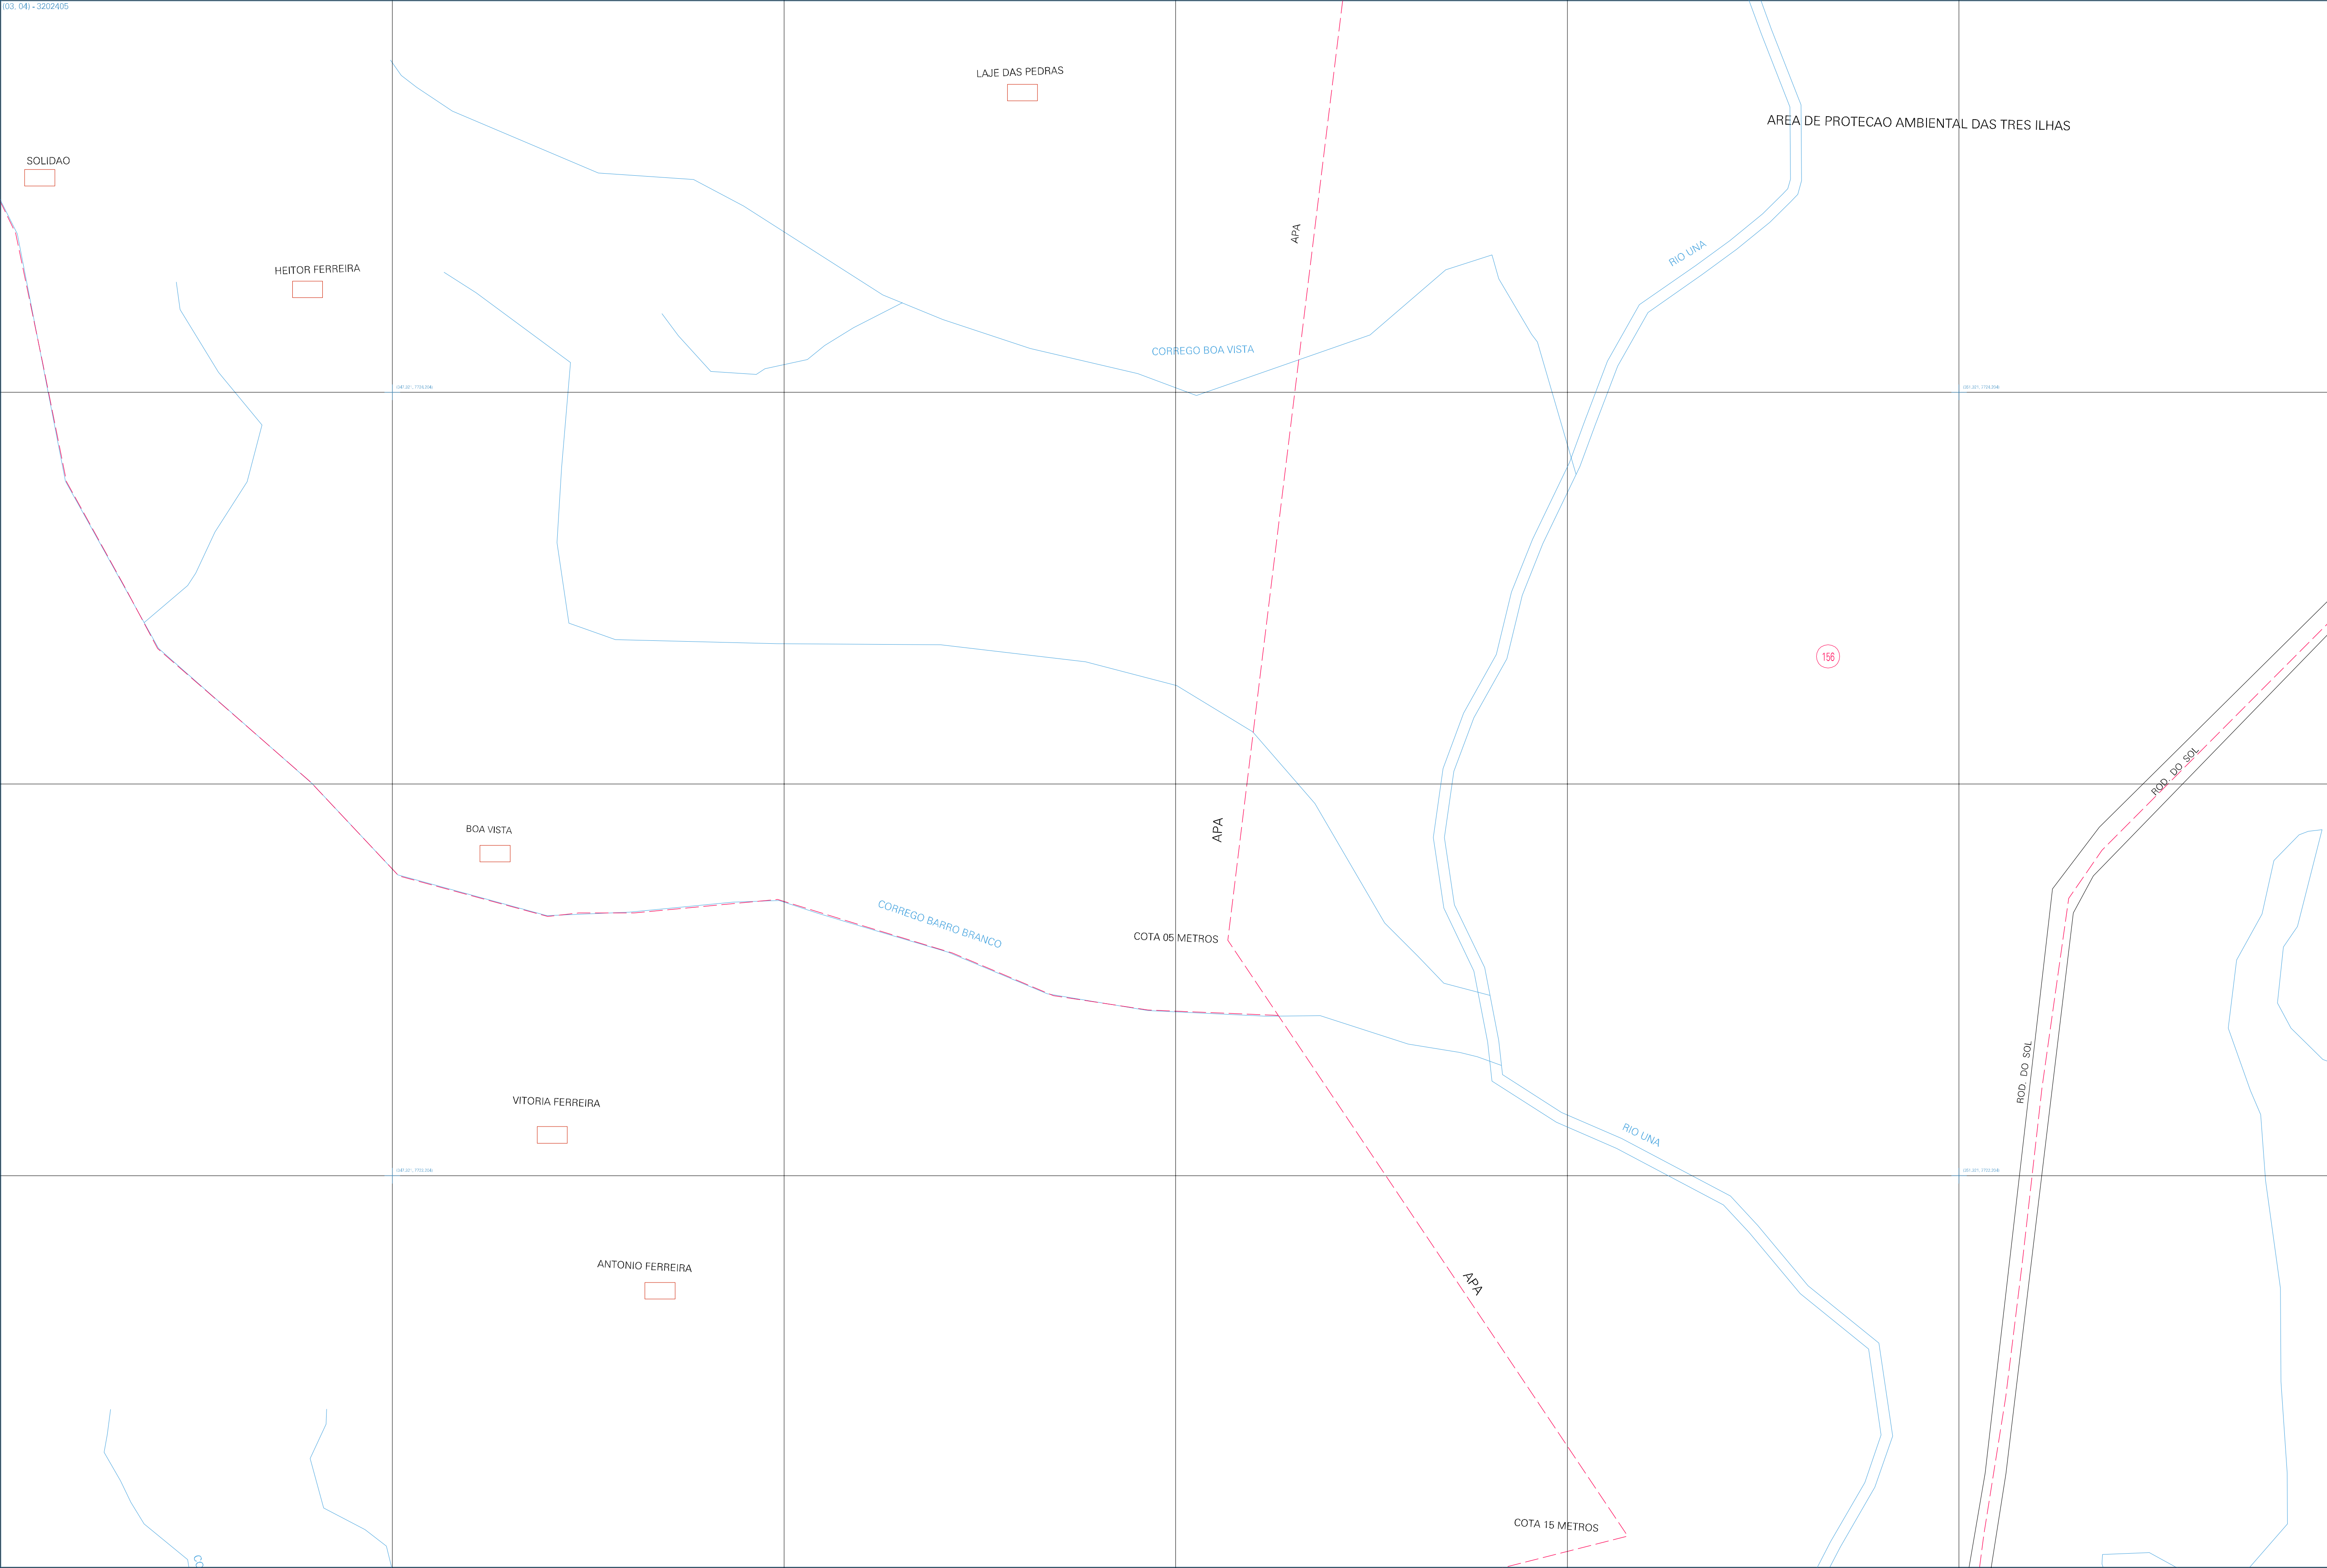 (03, 04) - 3202405
LAJE DAS PEDRAS
AREA DE PROTECAO AMBIENTAL DAS TRES ILHAS
SOLIDAO
APA
RIO UNA
HEITOR FERREIRA
CORREGO BOA VISTA
156
ROD. DO SOL
BOA VISTA
APA
CORREGO BARRO BRANCO
COTA 05 METROS
ROD. DO SOL
VITORIA FERREIRA
RIO UNA
ANTONIO FERREIRA
APA
COTA 15 METROS
CO